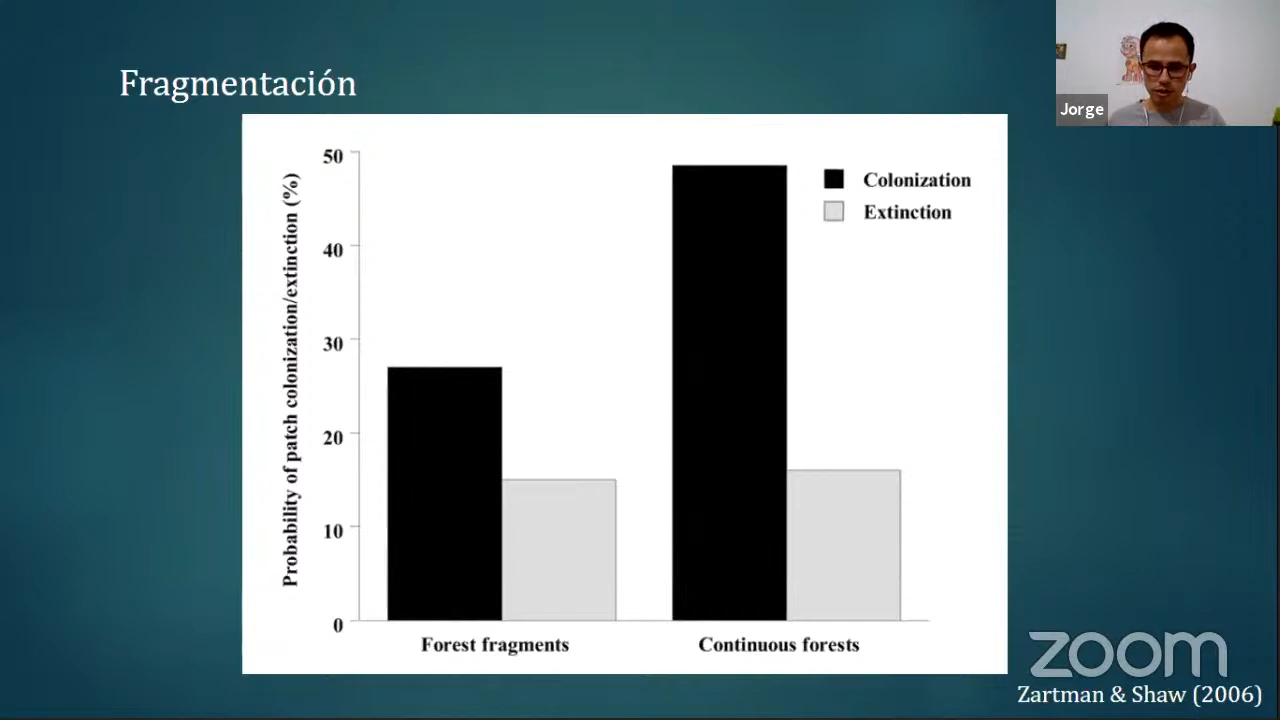 Fragmentación
Jorge
Probability of patch colonization/extinction (%)
50
40
30
20
10
0
Colonization
Extinction
Forest fragments
Continuous forests
zoom
Zartman & Shaw (2006)